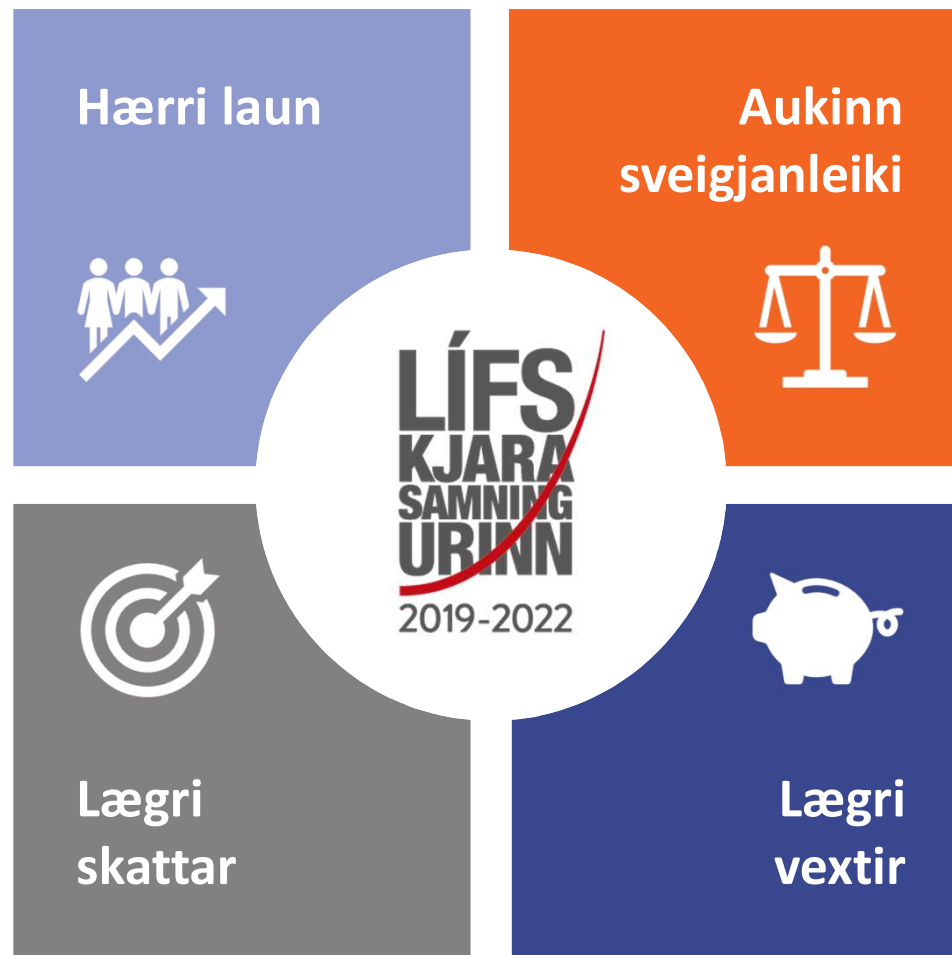 Hærri laun
Aukinn
sveigjanleiki
LÍFS
KJARA
SAMNING
URINN
2019-2022
Lægri
skattar
Lægri
vextir